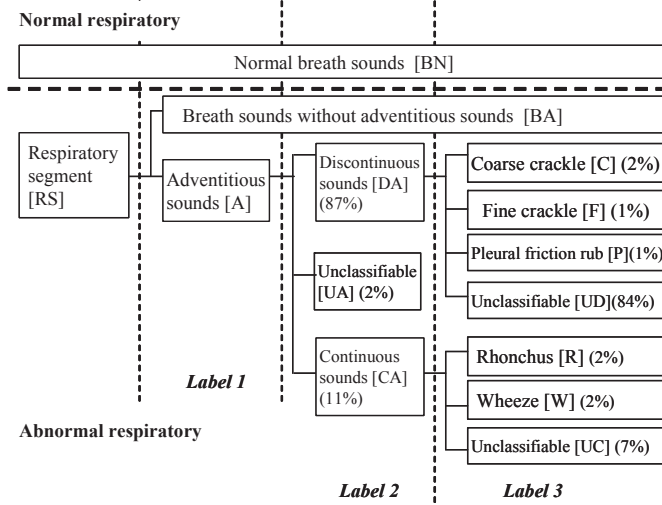 Normal respiratory
Normal breath sounds [BN]
Breath sounds without adventitious sounds [BA]
Respiratory
segment
[RS]
Adventitious
sounds [A]
Discontinuous
sounds [DA]
(87%)
Unclassifiable
[UA] (2%)
Continuous
sounds [CA]
(11%)
Coarse crackle [C] (2%)
Fine crackle [F] (1%)
Pleural friction rub [P](1%)
Unclassifiable [UD](84%)
Rhonchus [R] (2%)
Wheeze [W] (2%)
Unclassifiable [UC] (7%)
Label 1
Abnormal respiratory
Label 2
Label 3